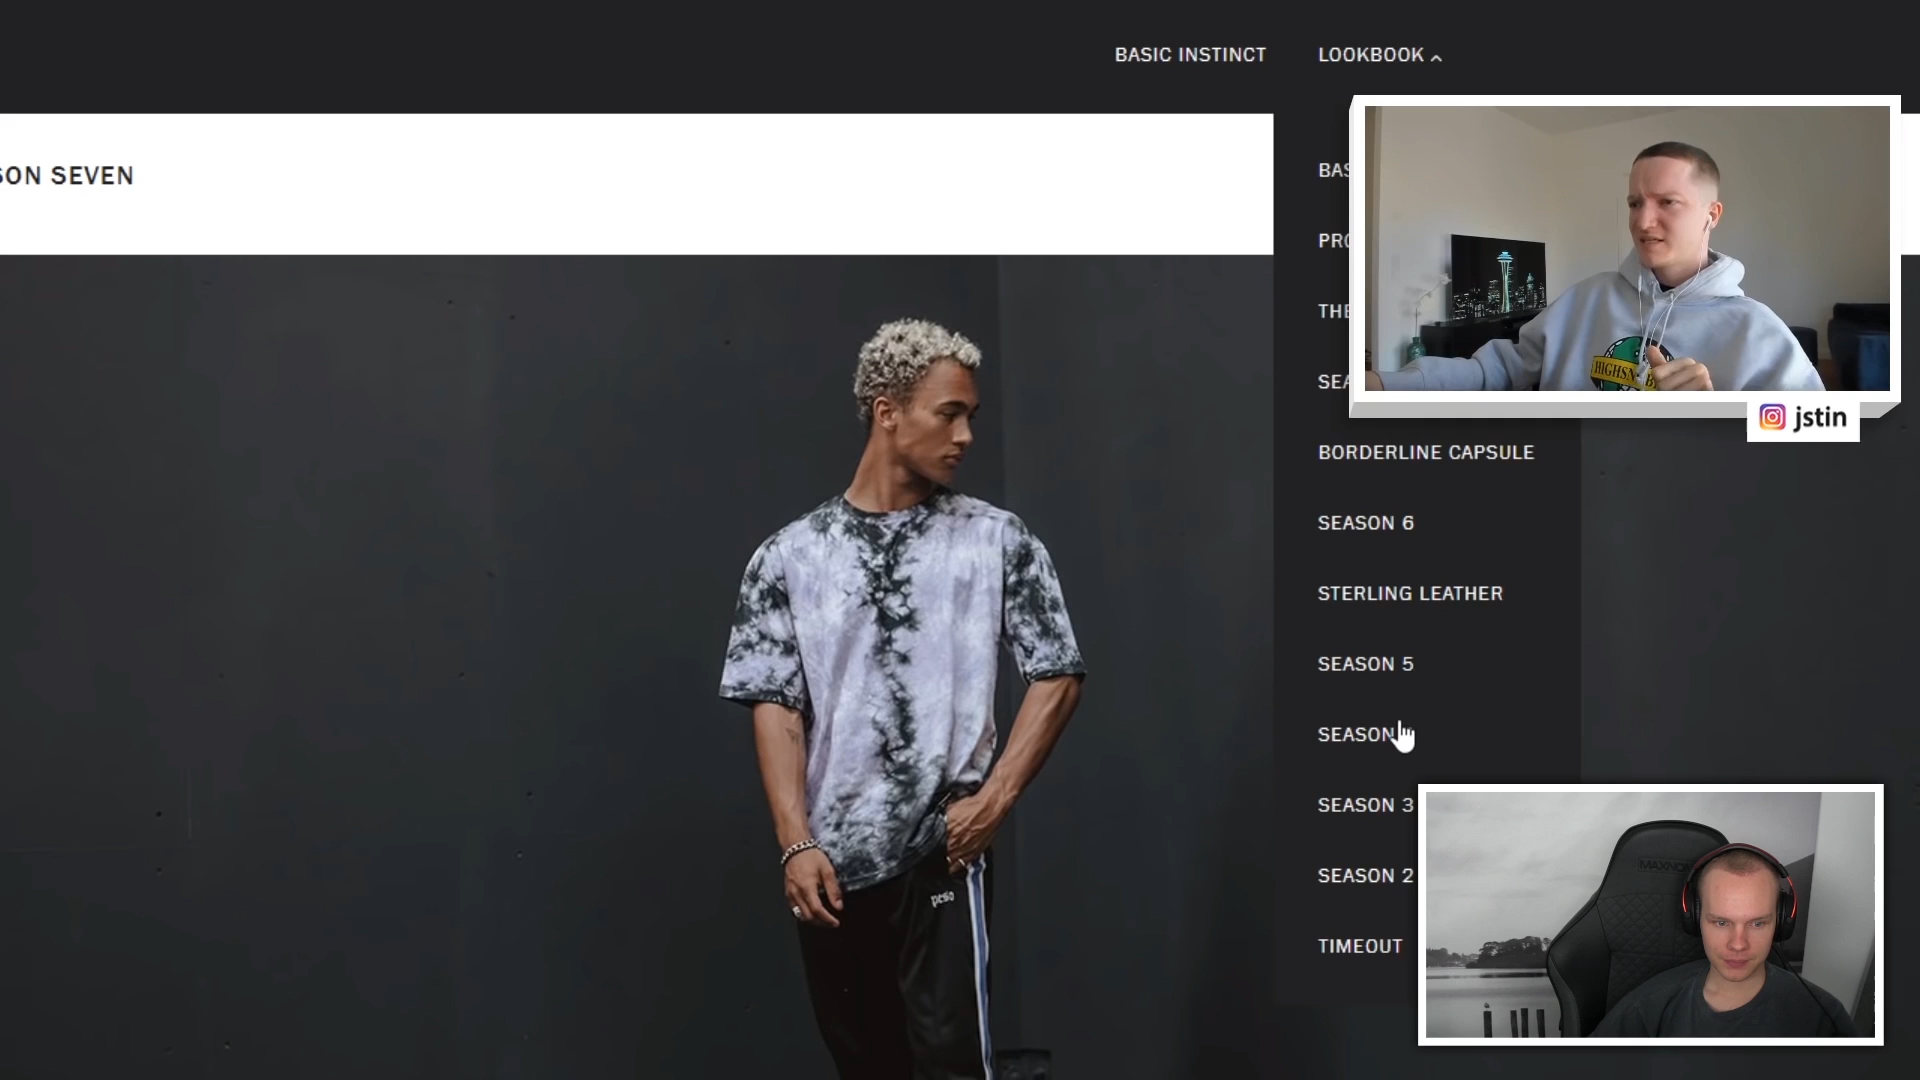 BASIC INSTINCT
LOOKBOOK
SEVEN
BORDERLINE CAPSULE
SEASON 6
STERLING LEATHER
SEASON 5
SEASON
SEASON 3
SEASON 2
TIMEOUT
jstin
peso